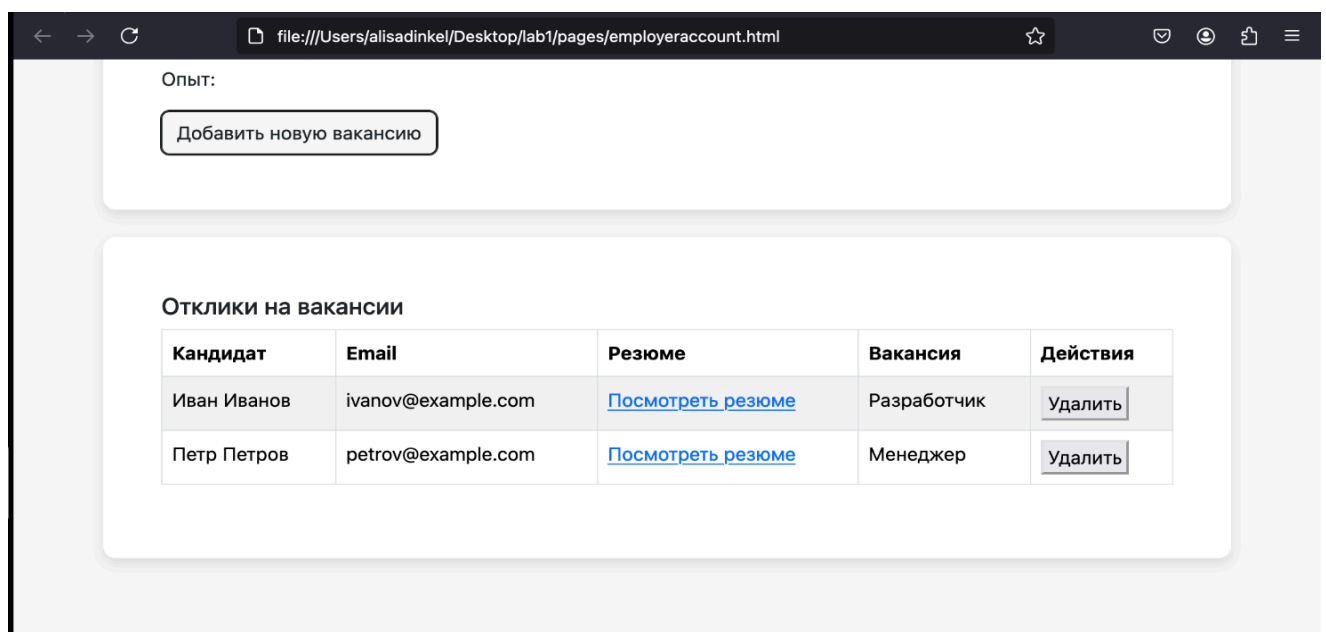 file:///Users/alisadinkel/Desktop/lab1/pages/employeraccount.html
Опыт:
Добавить новую вакансию
Отклики на вакансии
Кандидат Email Резюме Вакансия Действия
Иван Иванов ivanov@example.com Посмотреть резюме Разработчик Удалить
Петр Петров petrov@example.com Посмотреть резюме Менеджер Удалить